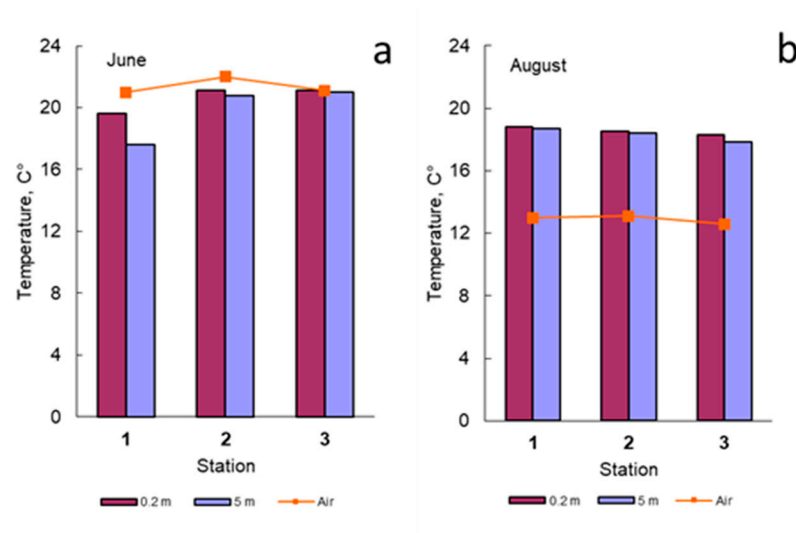 a
June
24
20
16
12
8
4
0
Temperature, C°
1 2 3
Station
0.2 m 5 m Air
b
August
24
20
16
12
8
4
0
Temperature, C°
1 2 3
Station
0.2 m 5 m Air